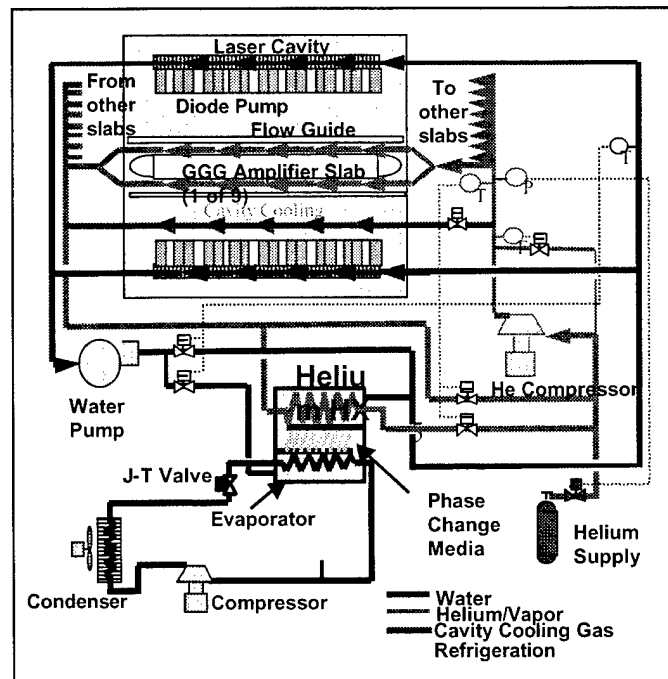 Laser Cavity
From
other
slabs
Diode Pump
To
other
slabs
Flow Guide
GGG Amplifier Slab
(1 of 9)
Cavity Cooling
T
P
T
F
Water
Pump
Heliu
m HX
He Compressor
J-T Valve
Evaporator
Phase
Change
Media
Helium
Supply
Condenser
Compressor
Water
Helium/Vapor
Cavity Cooling Gas
Refrigeration